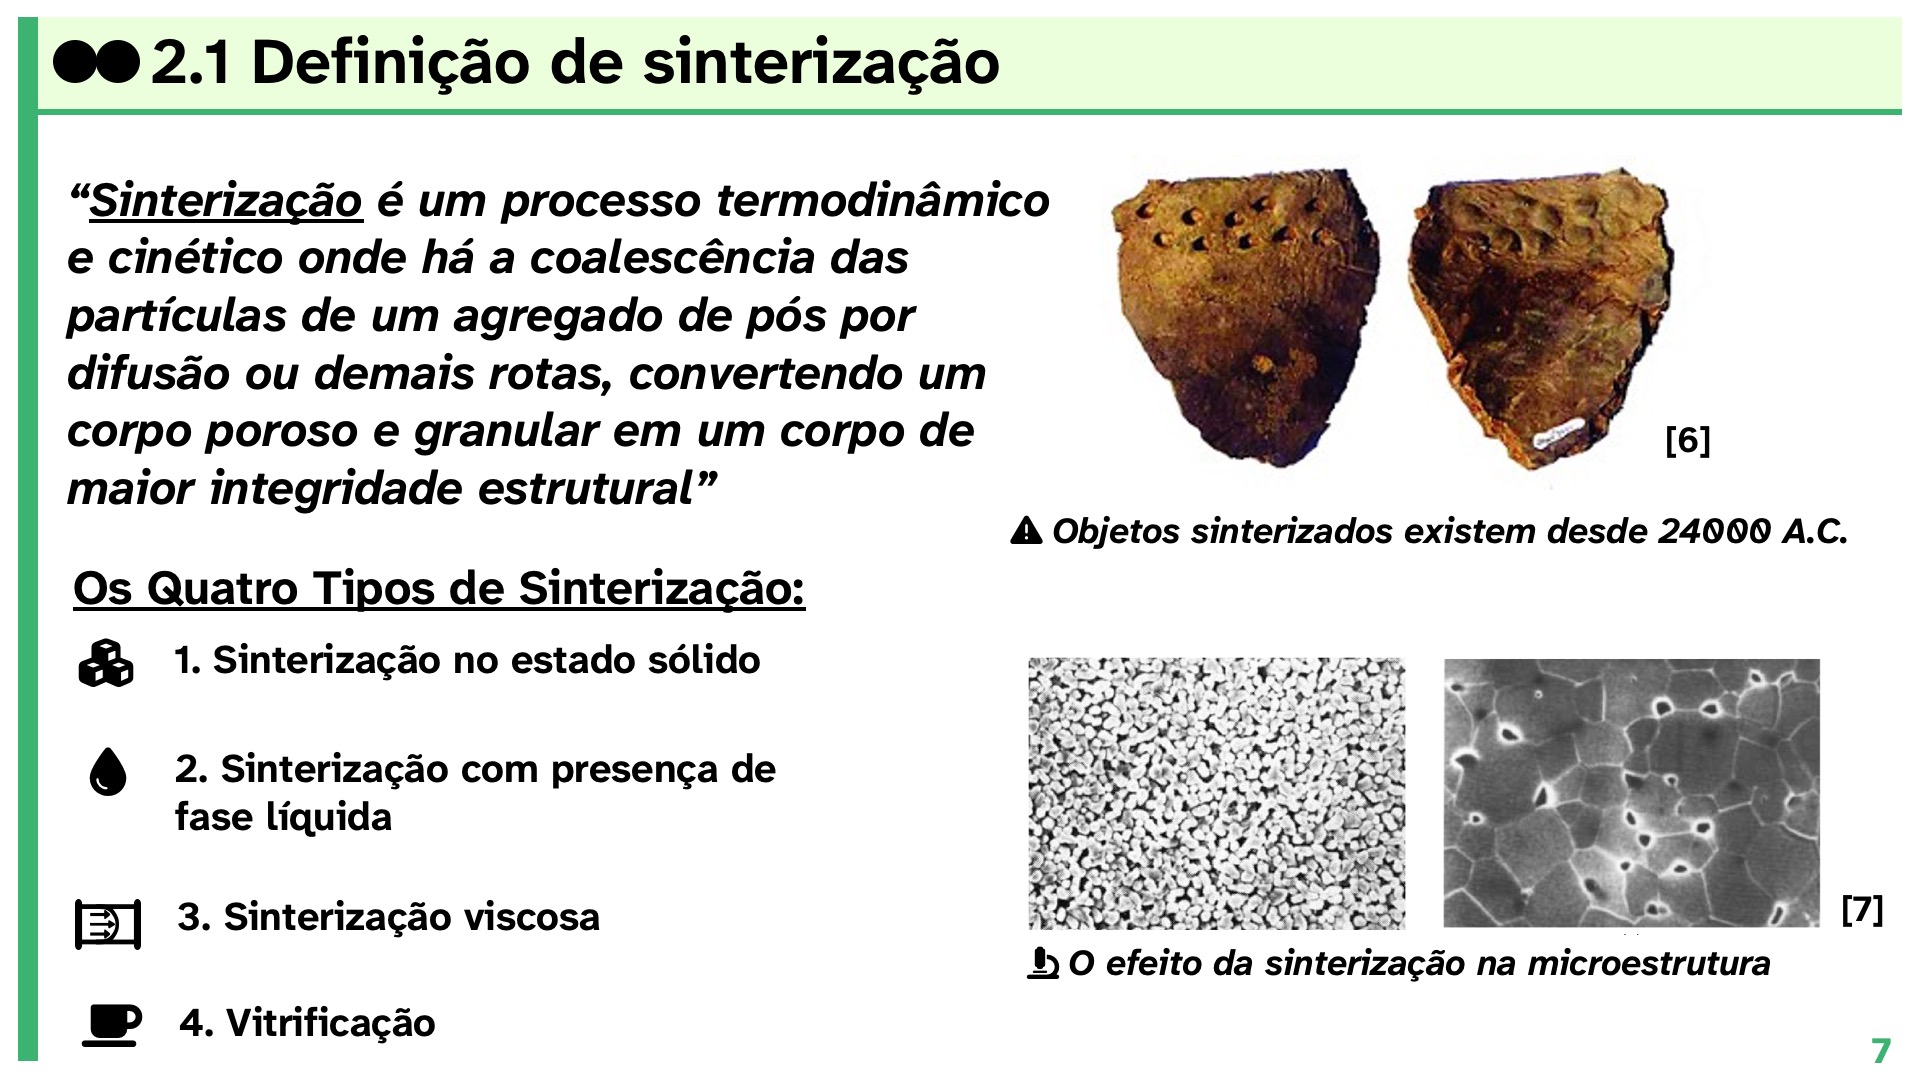 2.1 Definição de sinterização
“Sinterização é um processo termodinâmico
e cinético onde há a coalescência das
partículas de um agregado de pós por
difusão ou demais rotas, convertendo um
corpo poroso e granular em um corpo de
maior integridade estrutural”
Os Quatro Tipos de Sinterização:
1. Sinterização no estado sólido
2. Sinterização com presença de
fase líquida
3. Sinterização viscosa
4. Vitrificação
[6]
Objetos sinterizados existem desde 24000 A.C.
[7]
O efeito da sinterização na microestrutura
7